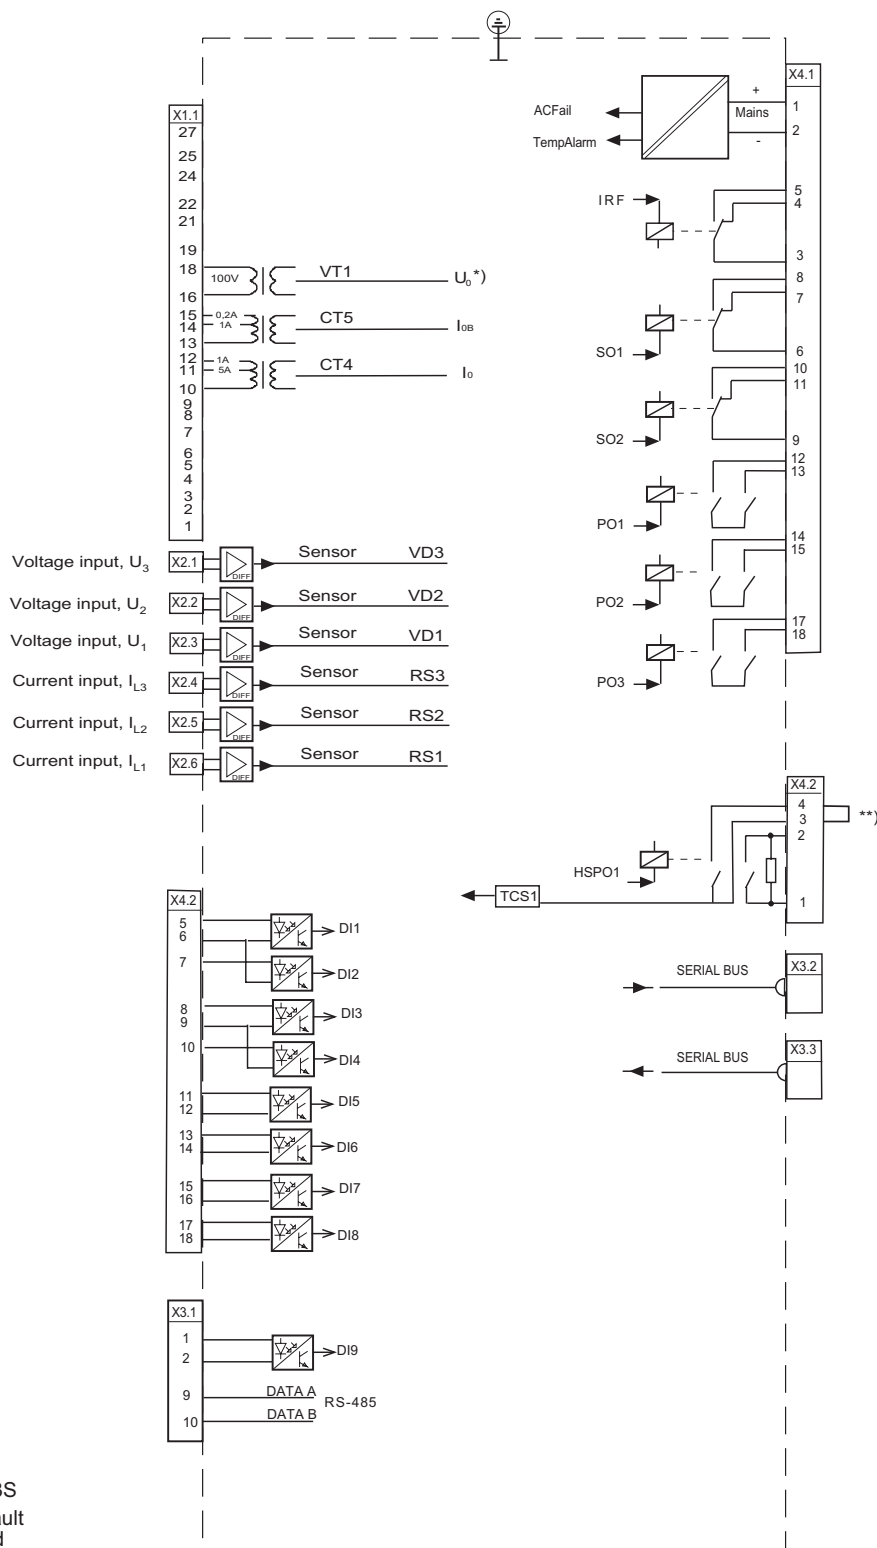 X4.1
ACFail
+
1
Mains
TempAlarm
2
-
X1.1
27
25
24
22
21
19
18
100V
VT1
U0*)
16
15
0,2A
CT5
14
1A
I0B
13
12
1A
CT4
11
5A
I0
10
9
8
7
6
5
4
3
2
1
IRF
5
4
3
8
7
SO1
6
10
11
SO2
9
12
13
PO1
14
15
PO2
17
18
PO3
Voltage input, U3
X2.1
DIFF
Sensor
VD3
Voltage input, U2
X2.2
DIFF
Sensor
VD2
Voltage input, U1
X2.3
DIFF
Sensor
VD1
Current input, IL3
X2.4
DIFF
Sensor
RS3
Current input, IL2
X2.5
DIFF
Sensor
RS2
Current input, IL1
X2.6
DIFF
Sensor
RS1
X4.2
4
3
**)
2
HSPO1
TCS1
1
X4.2
5
DI1
6
7
DI2
8
DI3
9
10
DI4
11
DI5
12
13
DI6
14
15
DI7
16
17
DI8
18
SERIAL BUS
X3.2
SERIAL BUS
X3.3
X3.1
1
DI9
2
9
DATA A
RS-485
10
DATA B